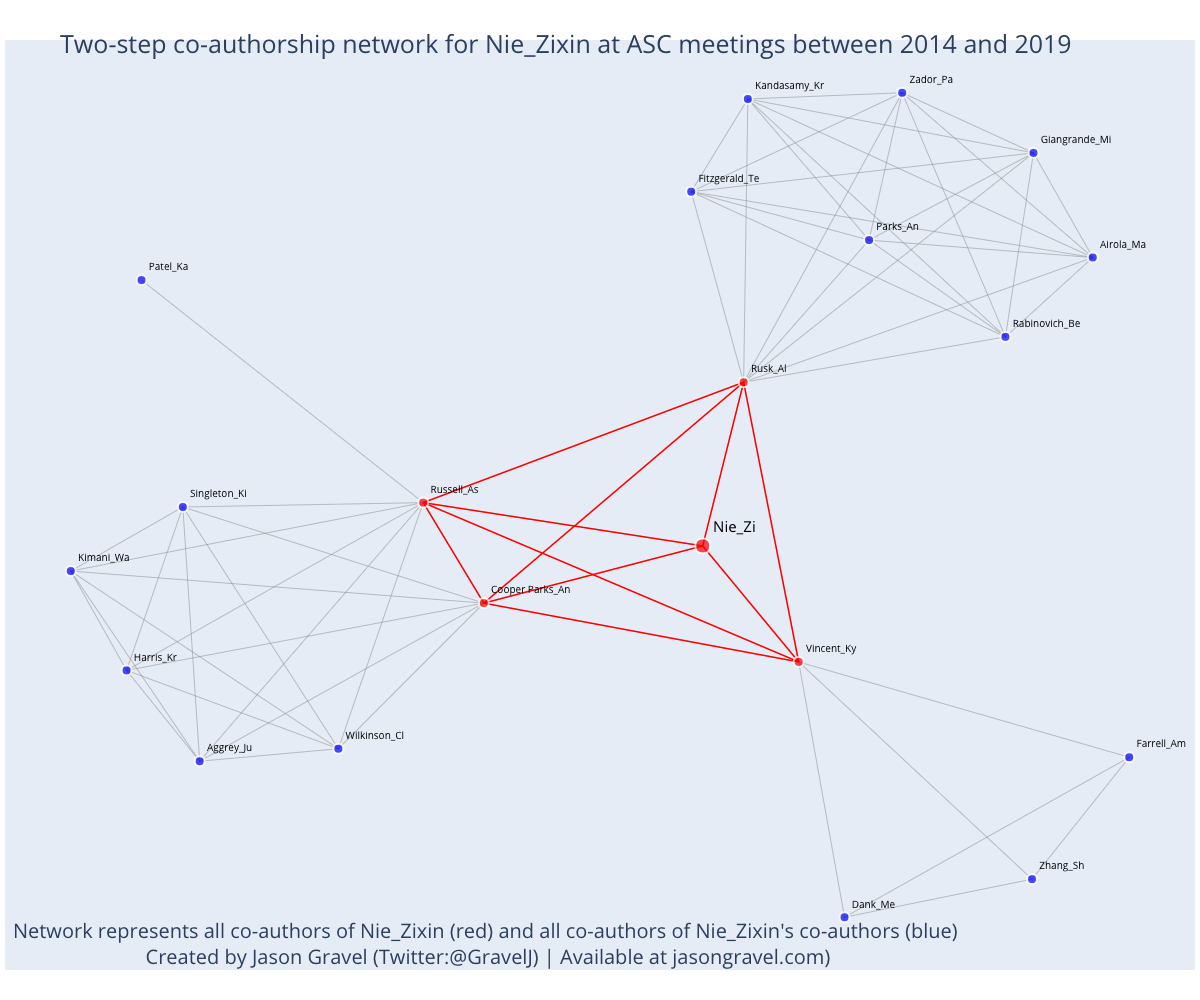 Two-step co-authorship network for Nie_Zixin at ASC meetings between 2014 and 2019
Kandasamy_Kr
Zador_Pa
Giangrande_Mi
Fitzgerald_Te
Parks_An
Airola_Ma
Patel_Ka
Rabinovich_Be
Rusk_Al
Russell_As
Singleton_Ki
Nie_Zi
Kimani_Wa
Cooper Parks_An
Vincent_Ky
Harris_Kr
Wilkinson_Cl
Aggrey_Ju
Farrell_Am
Zhang_Sh
Dank_Me
Network represents all co-authors of Nie_Zixin (red) and all co-authors of Nie_Zixin's co-authors (blue)
Created by Jason Gravel (Twitter:@GravelJ) | Available at jasongravel.com)